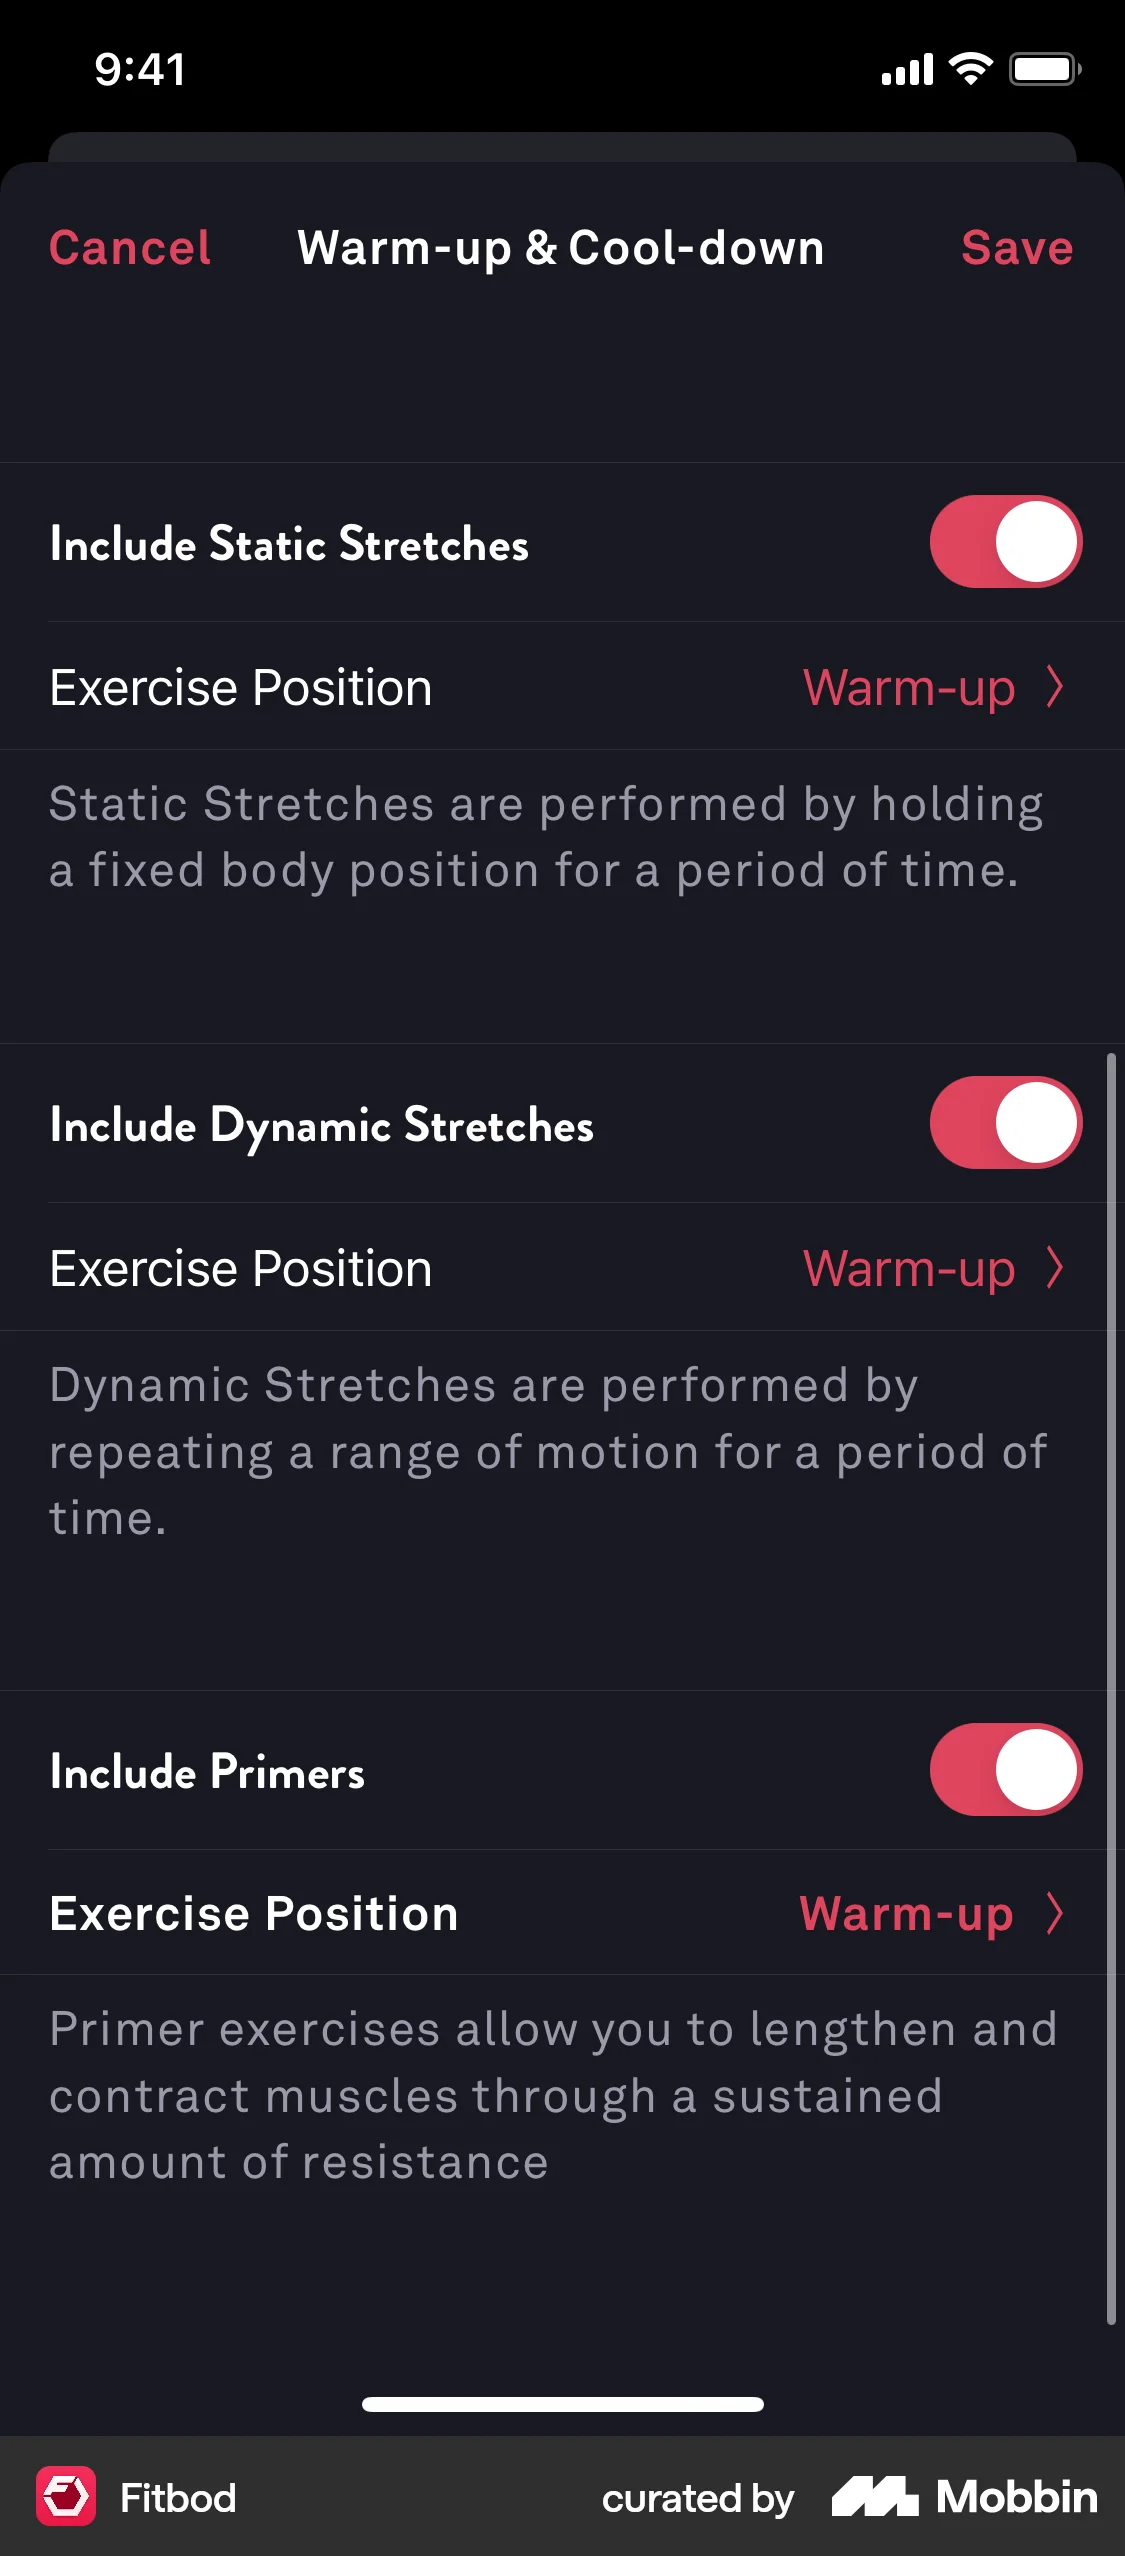 9:41
Cancel Warm-up & Cool-down Save
Include Static Stretches
Exercise Position Warm-up
Static Stretches are performed by holding
a fixed body position for a period of time.
Include Dynamic Stretches
Exercise Position Warm-up
Dynamic Stretches are performed by
repeating a range of motion for a period of
time.
Include Primers
Exercise Position Warm-up
Primer exercises allow you to lengthen and
contract muscles through a sustained
amount of resistance
Fitbod curated by Mobbin